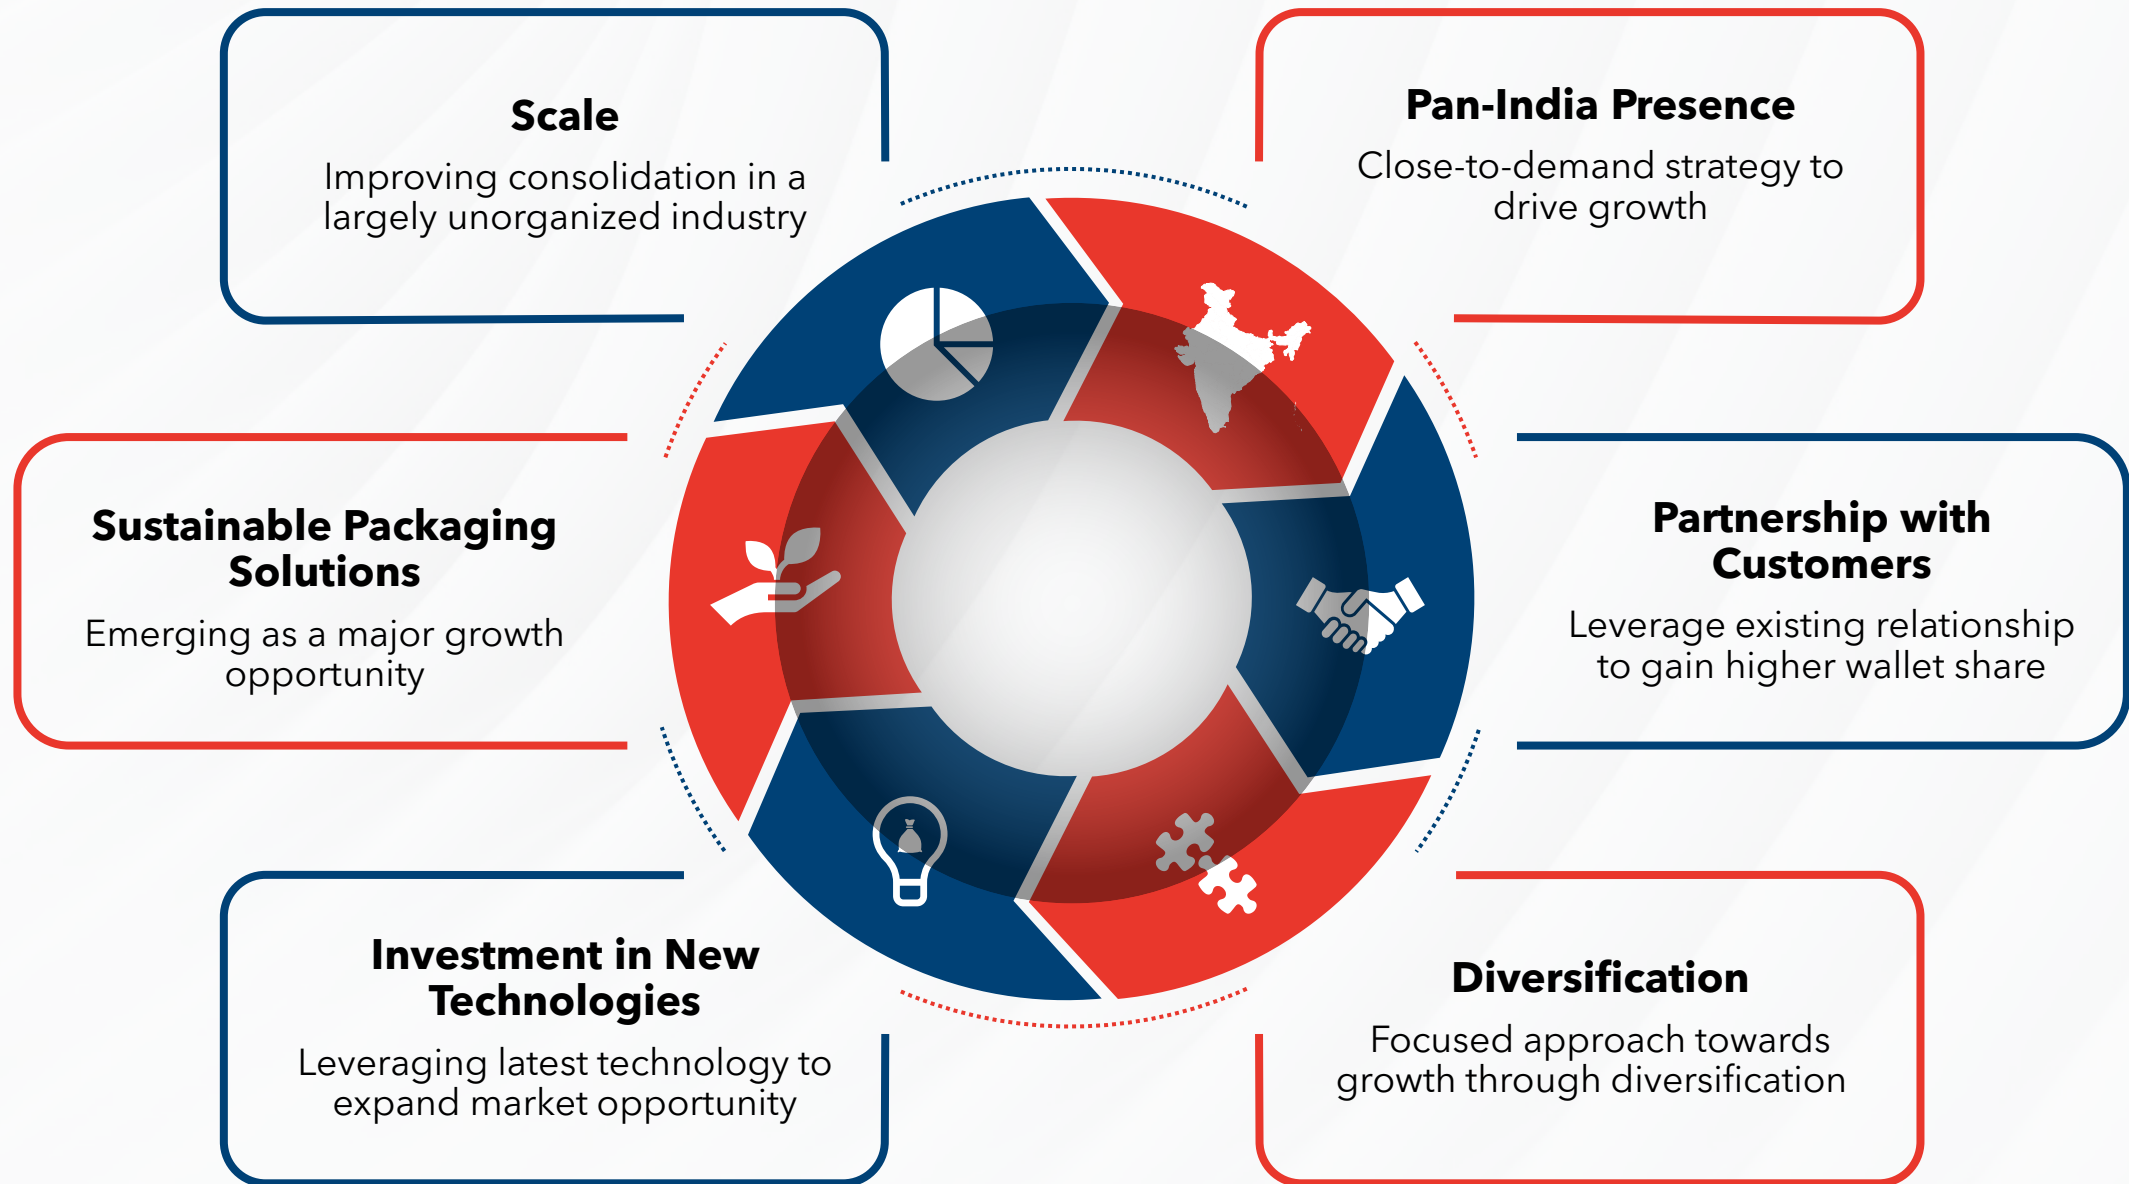 Scale
Improving consolidation in a
largely unorganized industry
Pan-India Presence
Close-to-demand strategy to
drive growth
Sustainable Packaging
Solutions
Emerging as a major growth
opportunity
Partnership with
Customers
Leverage existing relationship
to gain higher wallet share
Investment in New
Technologies
Leveraging latest technology to
expand market opportunity
Diversification
Focused approach towards
growth through diversification